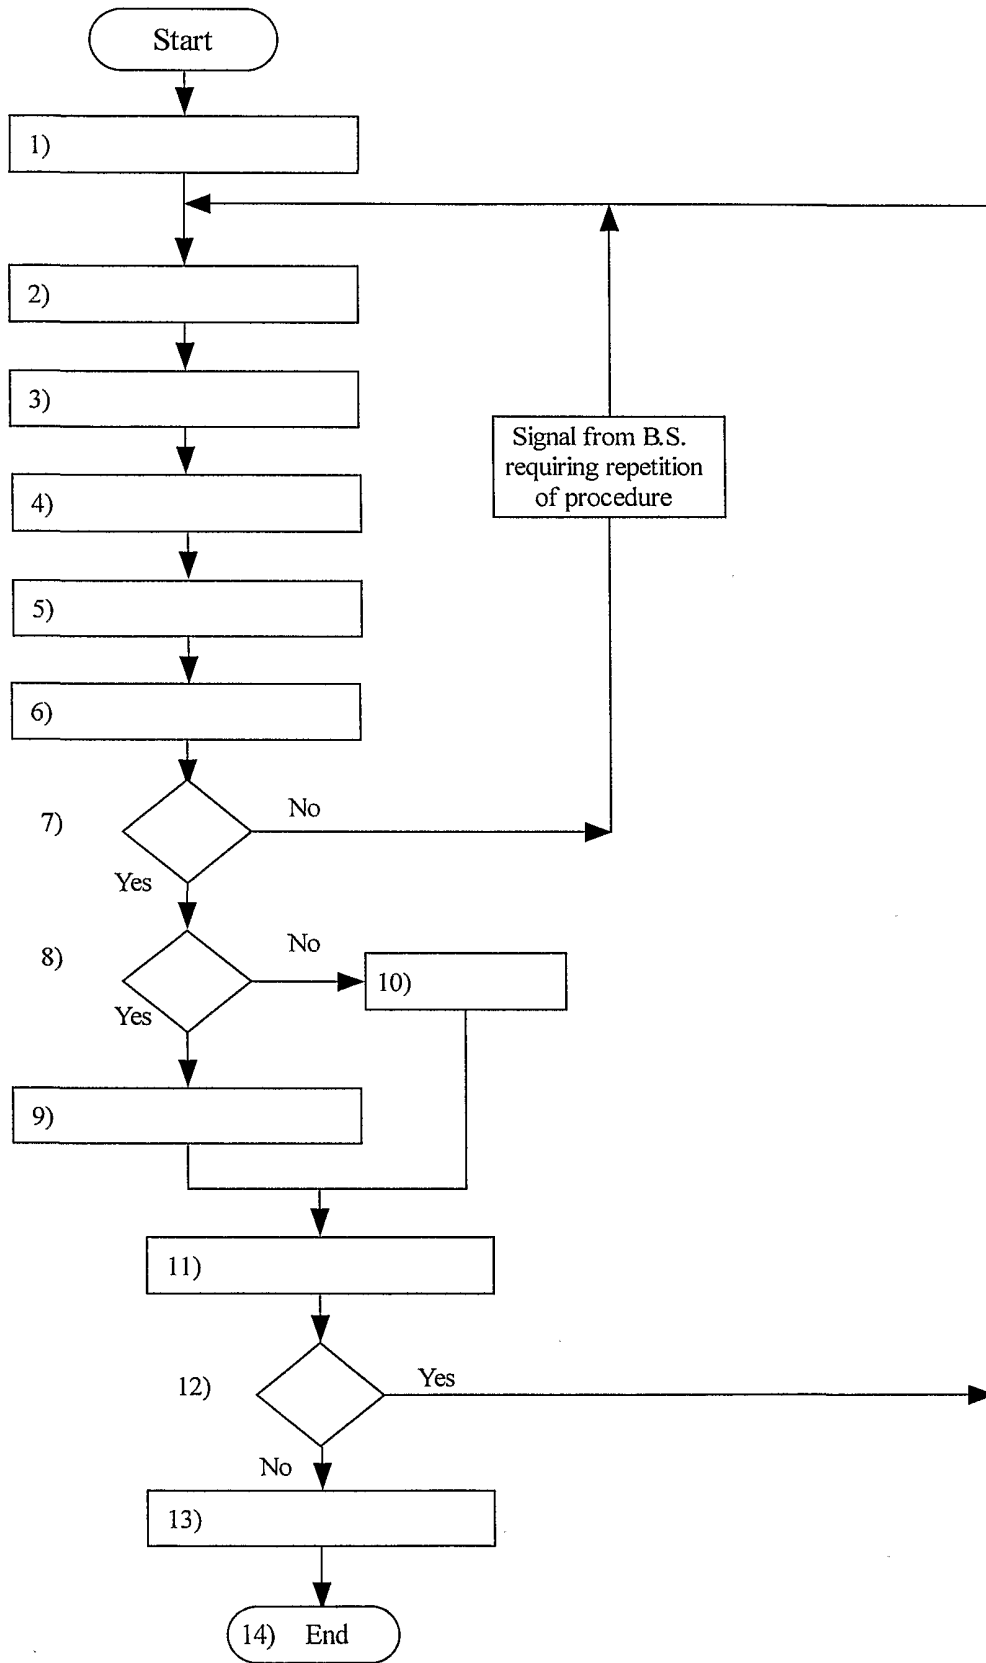 Start
1)
2)
3)
Signal from B.S.
requiring repetition
of procedure
4)
5)
6)
7)
No
Yes
8)
No
10)
Yes
9)
11)
12)
Yes
No
13)
14) End